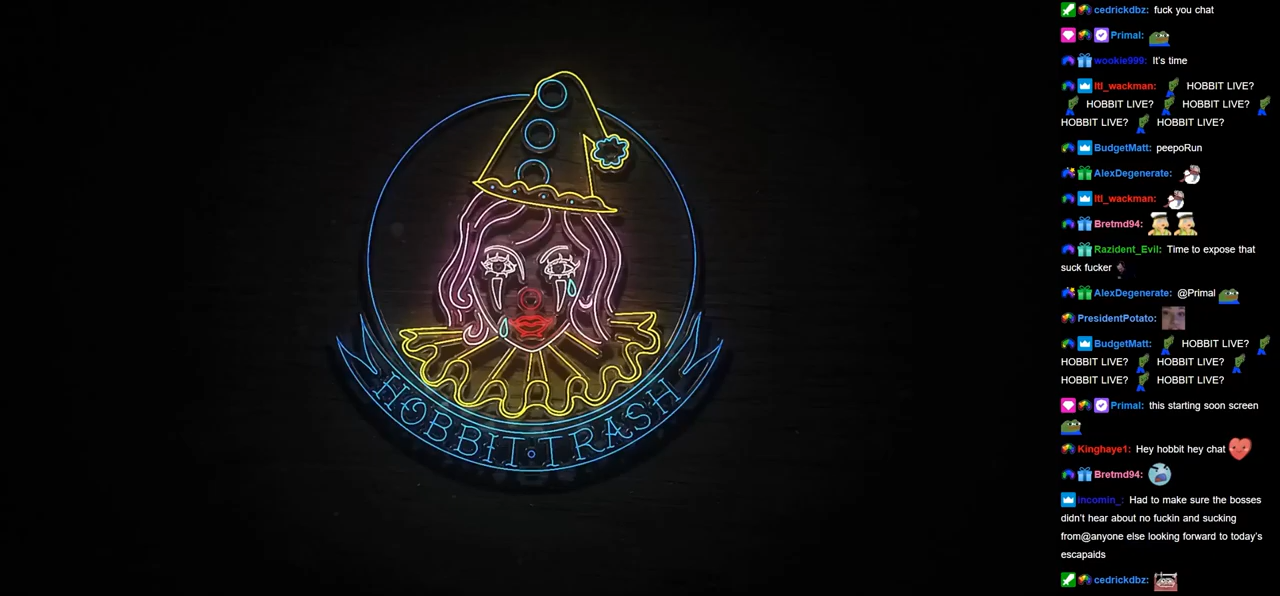 HOBBIT TRASH
cedrickdbz: fuck you chat
Primal:
wookie999: It's time
ltl_wackman: HOBBIT LIVE?
HOBBIT LIVE? HOBBIT LIVE?
HOBBIT LIVE? HOBBIT LIVE?
BudgetMatt: peepoRun
AlexDegenerate:
ltl_wackman:
Bretmd94:
Razident_Evil: Time to expose that
suck fucker
AlexDegenerate: @Primal
PresidentPotato:
BudgetMatt: HOBBIT LIVE?
HOBBIT LIVE? HOBBIT LIVE?
HOBBIT LIVE? HOBBIT LIVE?
Primal: this starting soon screen
Kinghaye1: Hey hobbit hey chat
Bretmd94:
incomin_: Had to make sure the bosses
didn't hear about no fuckin and sucking
from@anyone else looking forward to today's
escapaids
cedrickdbz: